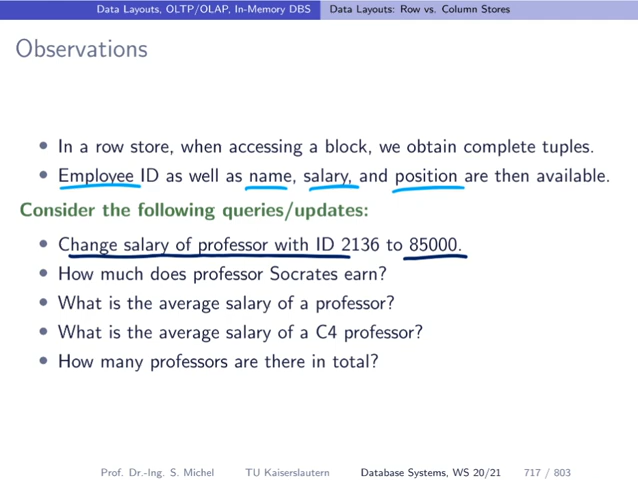 Data Layouts, OLTP/OLAP, In-Memory DBS Data Layouts: Row vs. Column Stores
Observations
• In a row store, when accessing a block, we obtain complete tuples.
• Employee ID as well as name, salary, and position are then available.
Consider the following queries/updates:
• Change salary of professor with ID 2136 to 85000.
• How much does professor Socrates earn?
• What is the average salary of a professor?
• What is the average salary of a C4 professor?
• How many professors are there in total?
Prof. Dr.-Ing. S. Michel TU Kaiserslautern Database Systems, WS 20/21 717 / 803